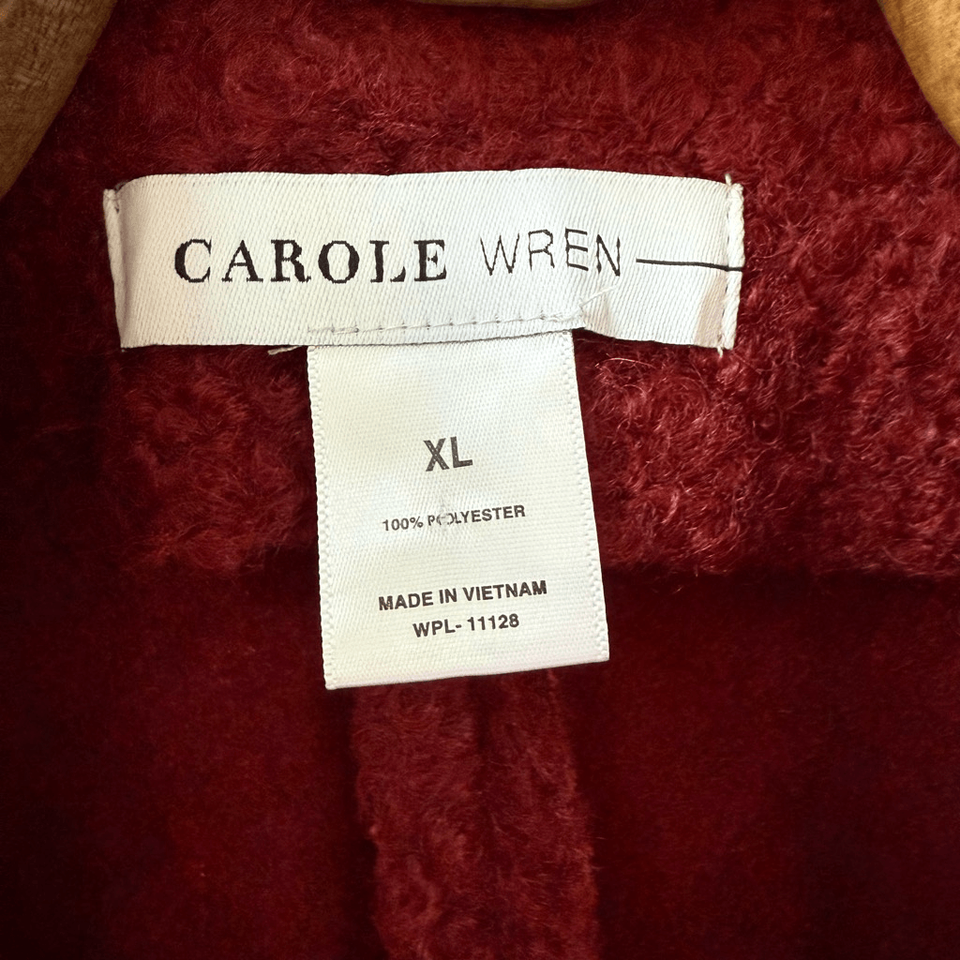 CAROLE WREN
XL
100% POLYESTER
MADE IN VIETNAM
WPL- 11128